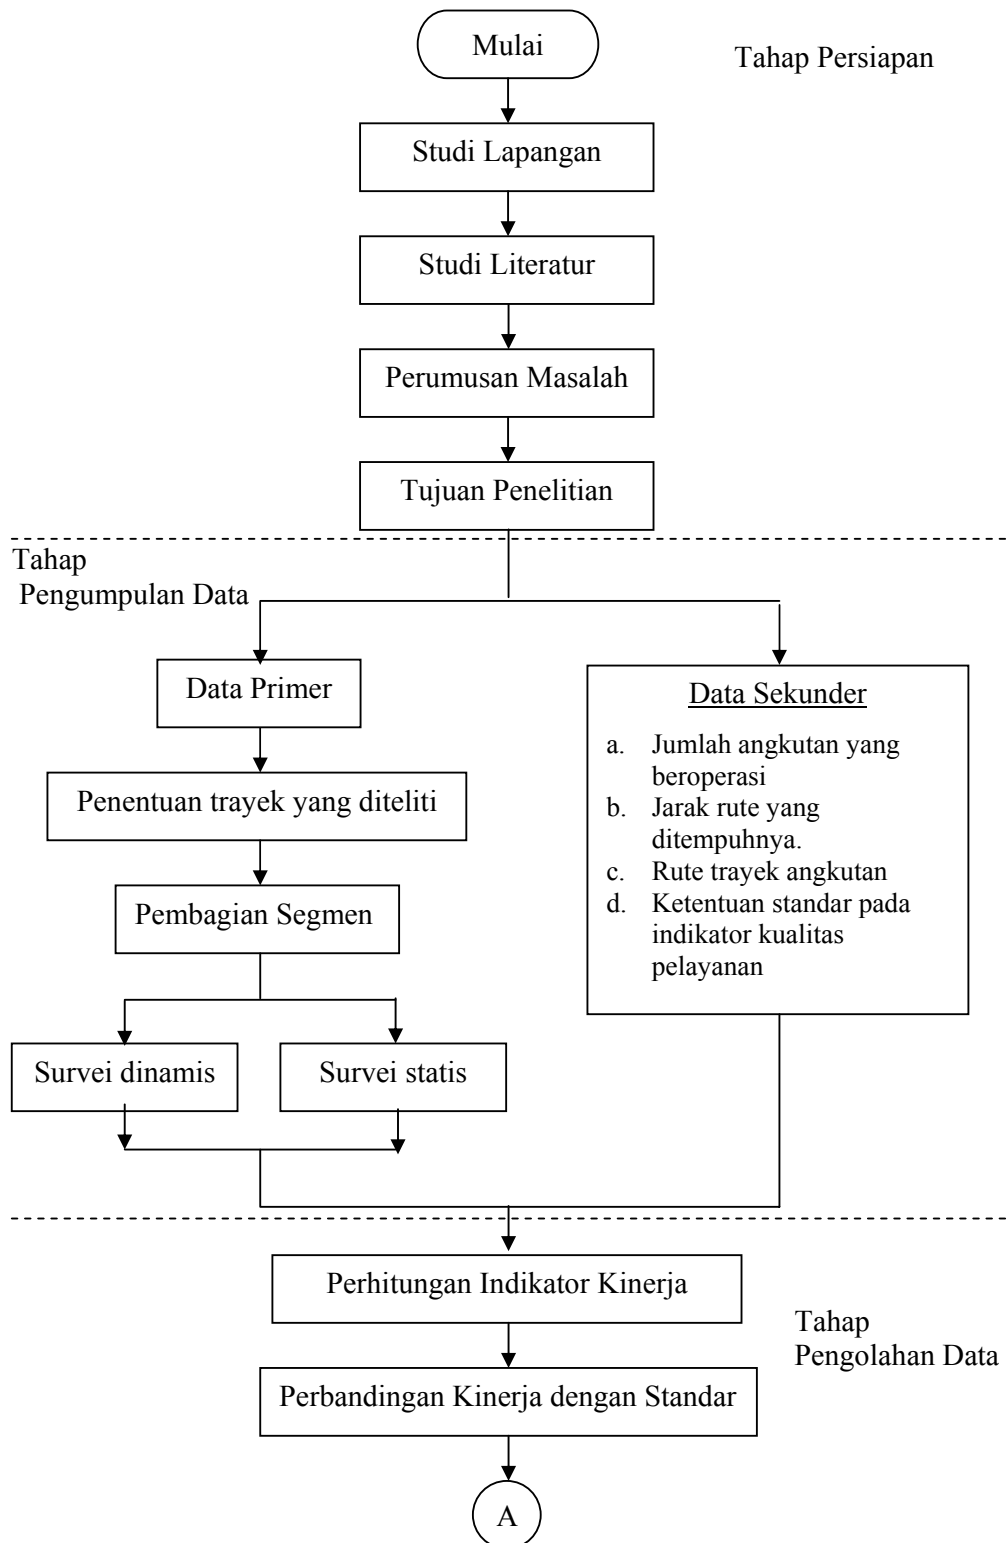 Mulai
Tahap Persiapan
Studi Lapangan
Studi Literatur
Perumusan Masalah
Tujuan Penelitian
Tahap
Pengumpulan Data
Data Primer
Penentuan trayek yang diteliti
Pembagian Segmen
Survei dinamis
Survei statis
Data Sekunder
a. Jumlah angkutan yang
beroperasi
b. Jarak rute yang
ditempuhnya.
c. Rute trayek angkutan
d. Ketentuan standar pada
indikator kualitas
pelayanan
Perhitungan Indikator Kinerja
Tahap
Pengolahan Data
Perbandingan Kinerja dengan Standar
A